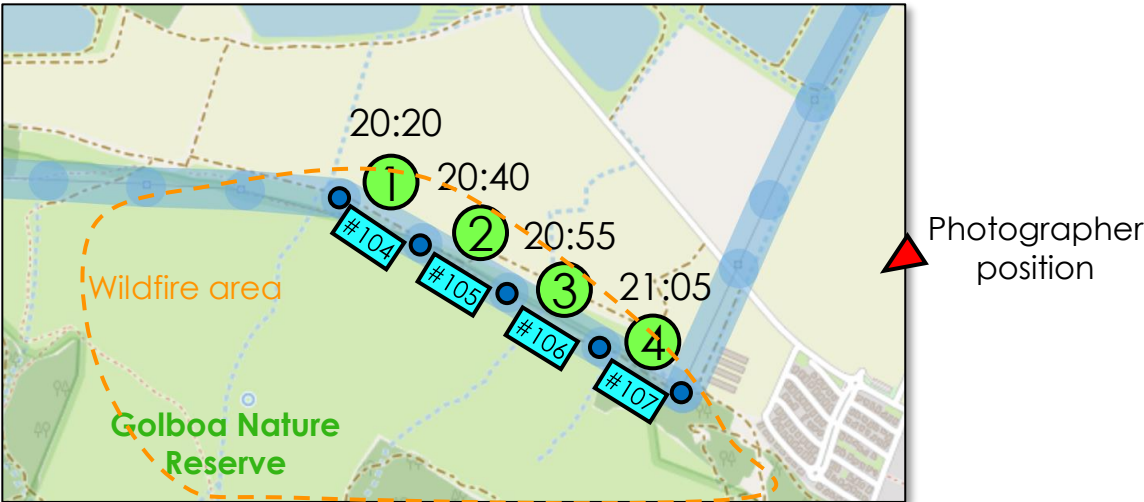 20:20
1
20:40
2
20:55
3
21:05
4
#104
#105
#106
#107
Wildfire area
Golboa Nature
Reserve
Photographer
position